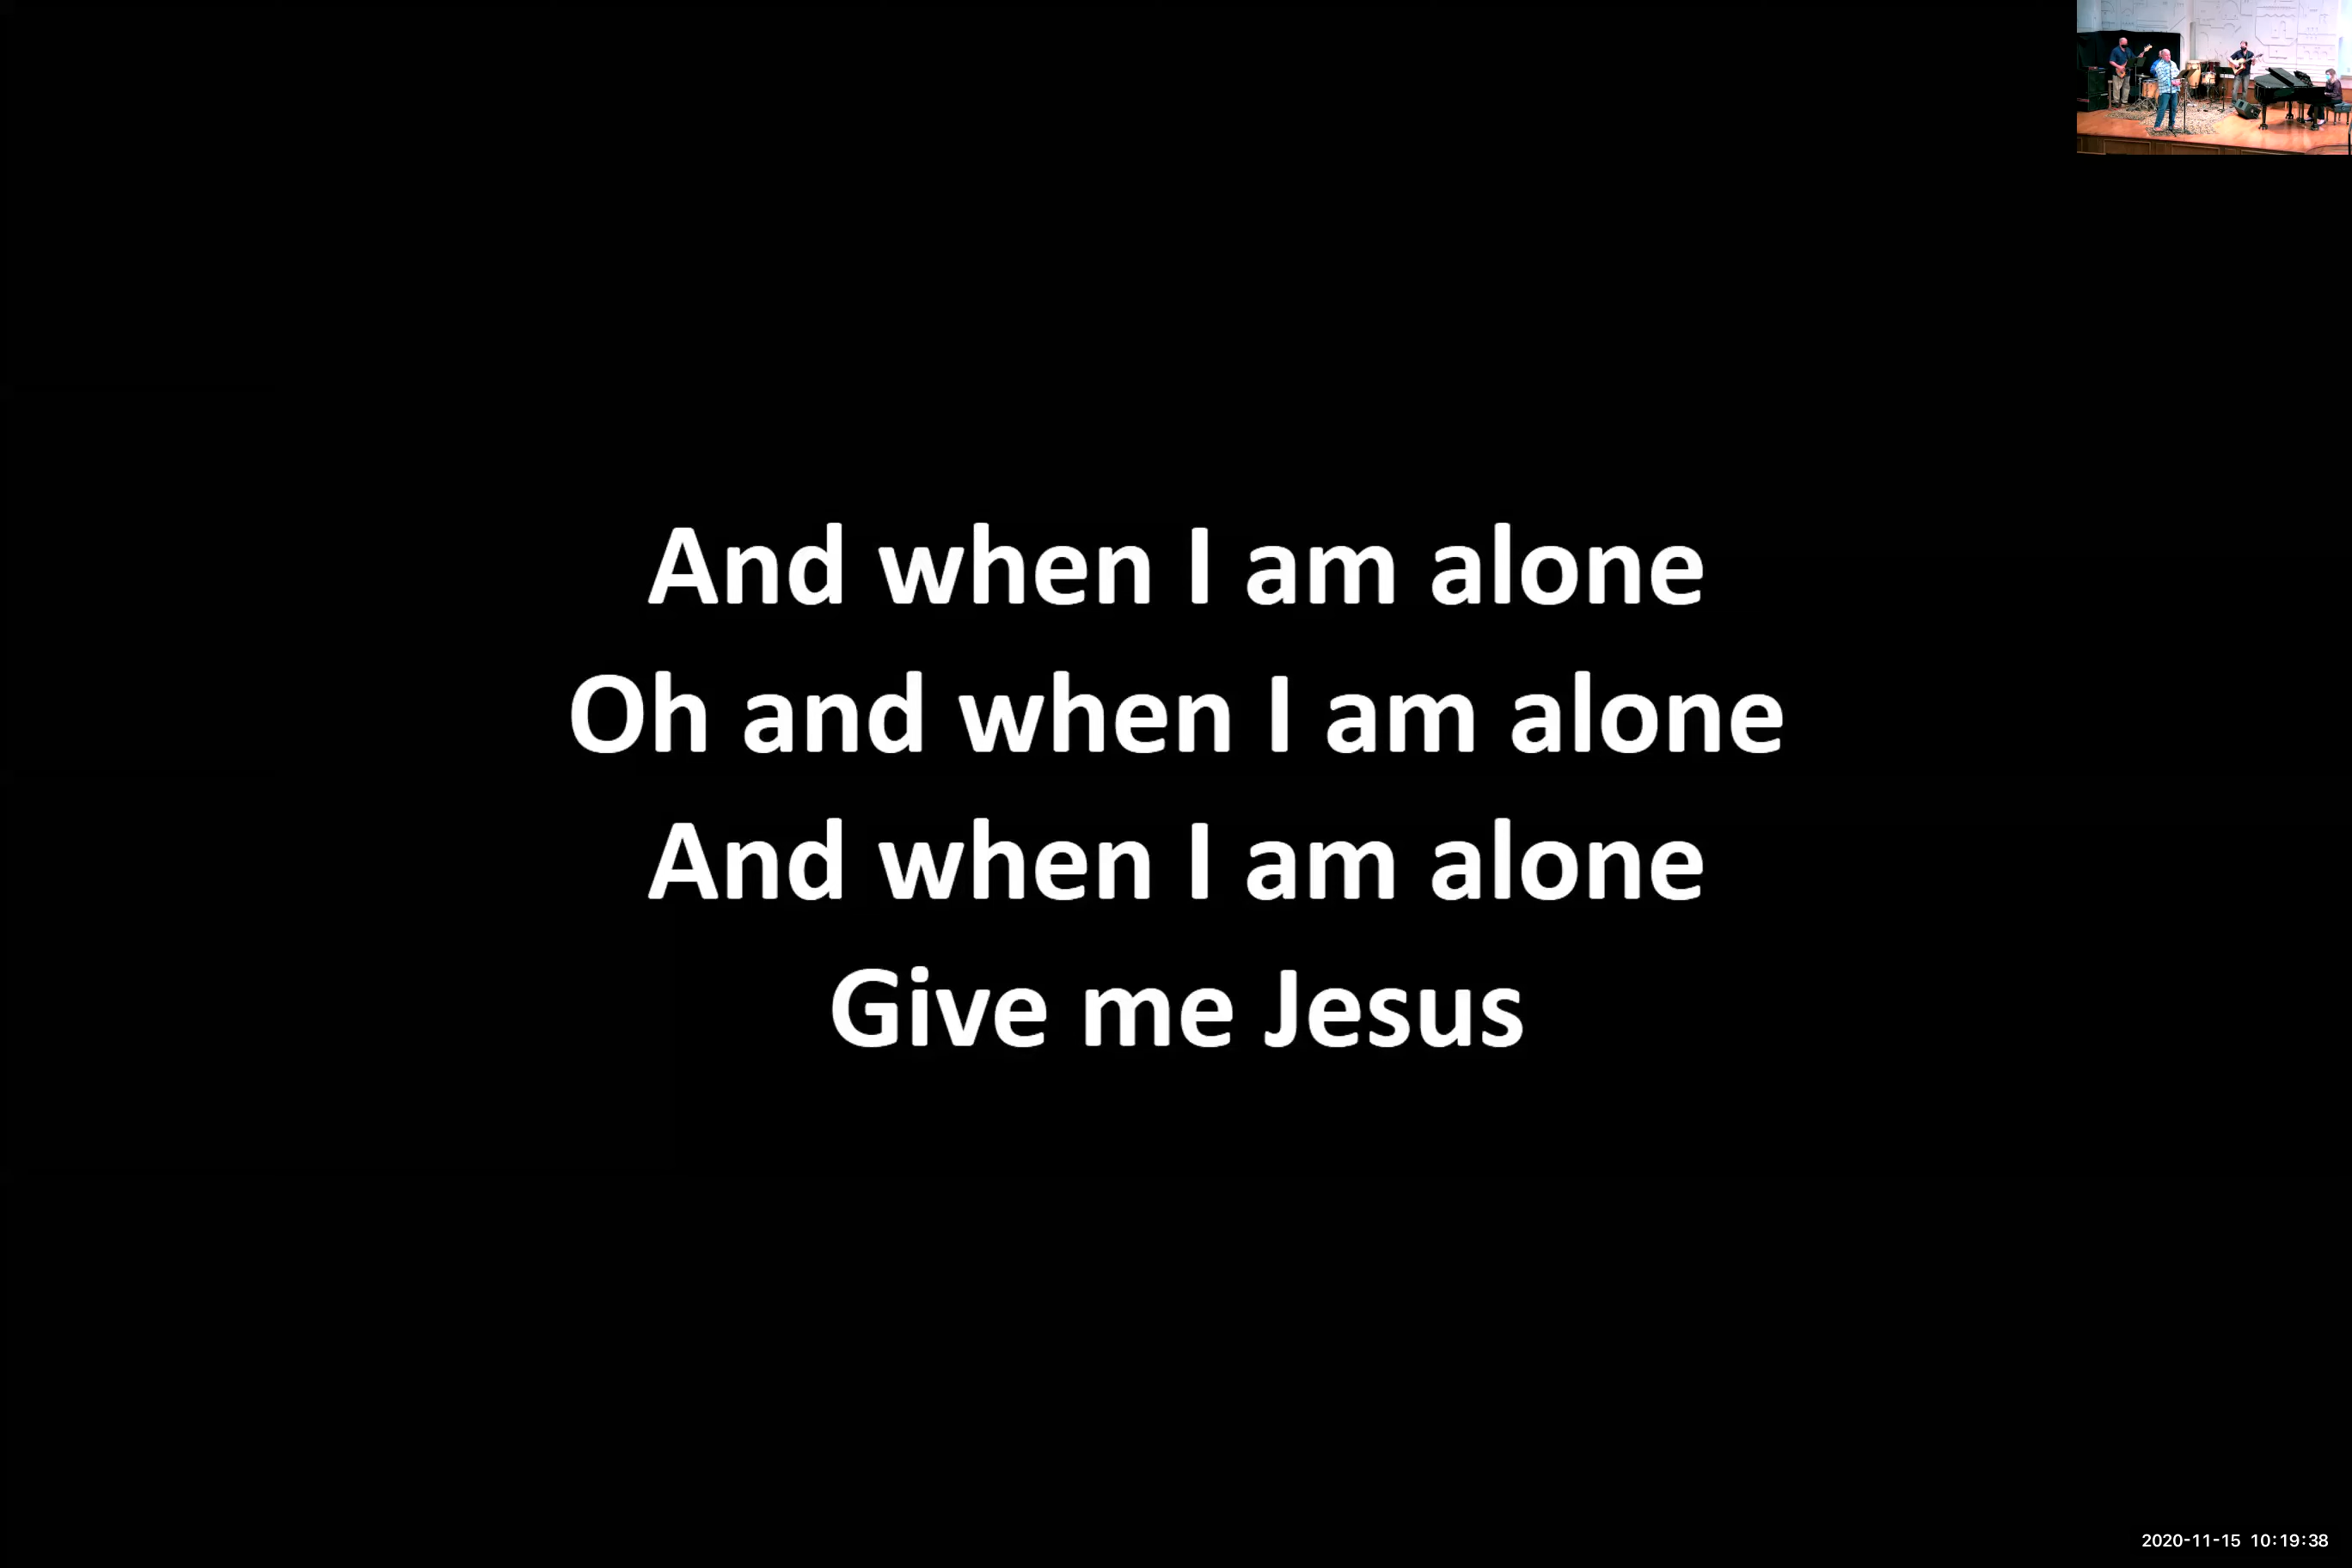 And when I am alone
Oh and when I am alone
And when I am alone
Give me Jesus
2020-11-15 10:19:38